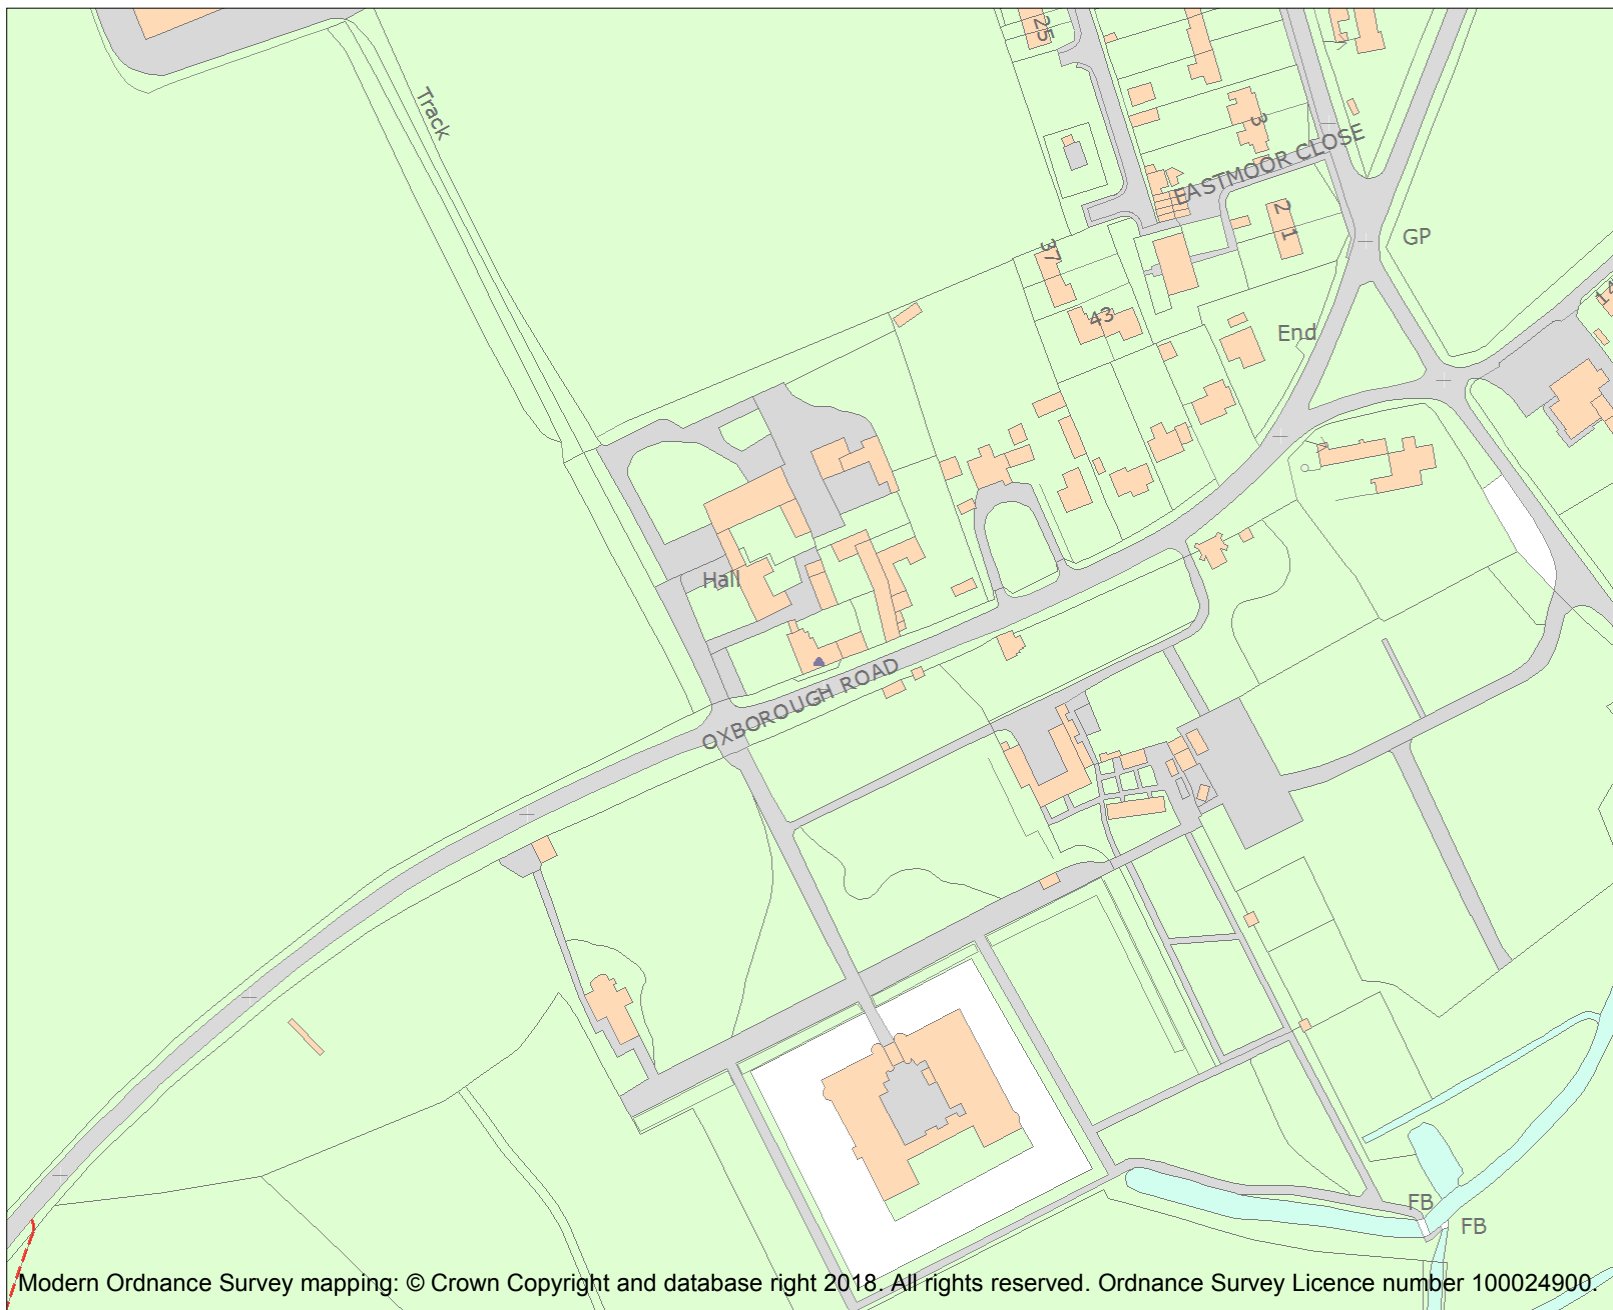 25
Track
3
EASTMOOR CLOSE
2
1
GP
37
43
14
End
Hall
OXBOROUGH ROAD
FB
FB
Modern Ordnance Survey mapping: © Crown Copyright and database right 2018. All rights reserved. Ordnance Survey Licence number 100024900.